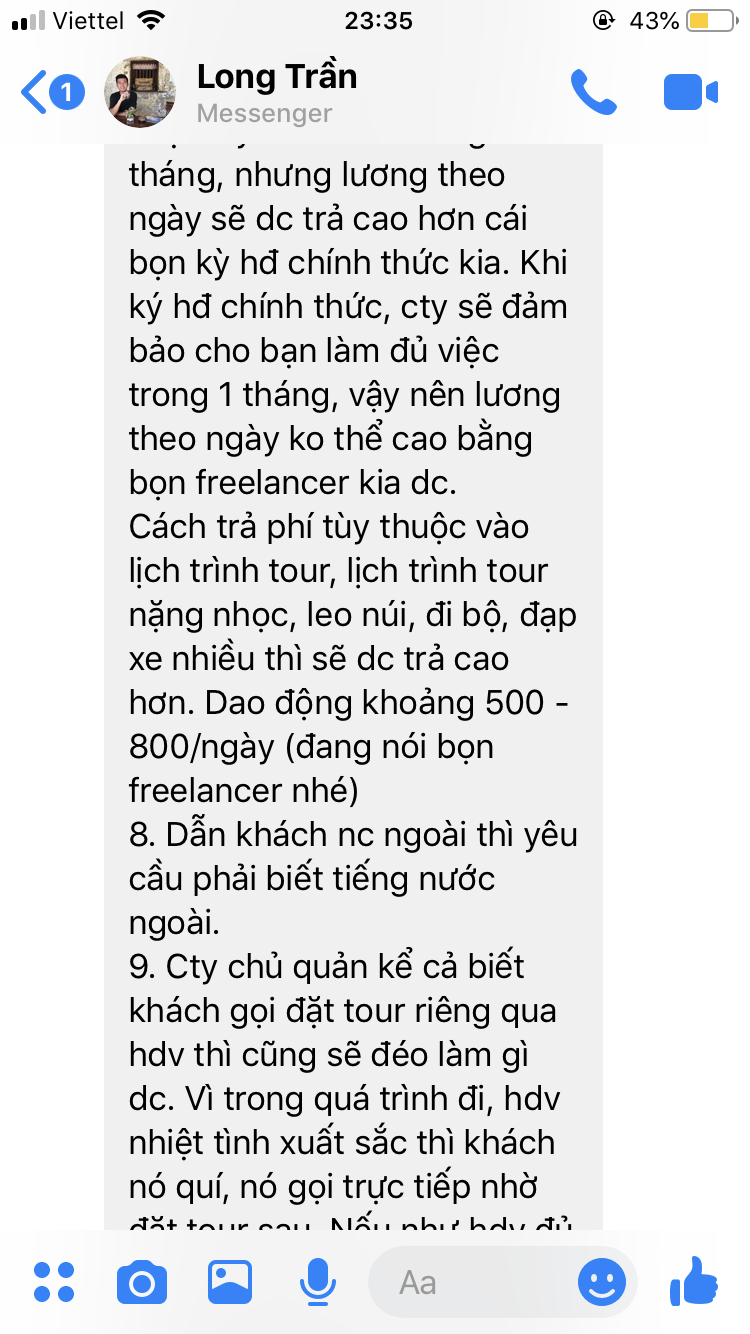 Viettel
23:35
43%
1
Long Trần
Messenger
tháng, nhưng lương theo
ngày sẽ dc trả cao hơn cái
bọn kỳ hđ chính thức kia. Khi
ký hđ chính thức, cty sẽ đảm
bảo cho bạn làm đủ việc
trong 1 tháng, vậy nên lương
theo ngày ko thể cao bằng
bọn freelancer kia dc.
Cách trả phí tùy thuộc vào
lịch trình tour, lịch trình tour
nặng nhọc, leo núi, đi bộ, đạp
xe nhiều thì sẽ dc trả cao
hơn. Dao động khoảng 500 -
800/ngày (đang nói bọn
freelancer nhé)
8. Dẫn khách nc ngoài thì yêu
cầu phải biết tiếng nước
ngoài.
9. Cty chủ quản kể cả biết
khách gọi đặt tour riêng qua
hdv thì cũng sẽ đéo làm gì
dc. Vì trong quá trình đi, hdv
nhiệt tình xuất sắc thì khách
nó quí, nó gọi trực tiếp nhờ
đặt tour sau. Nếu như hdv đủ
Aa